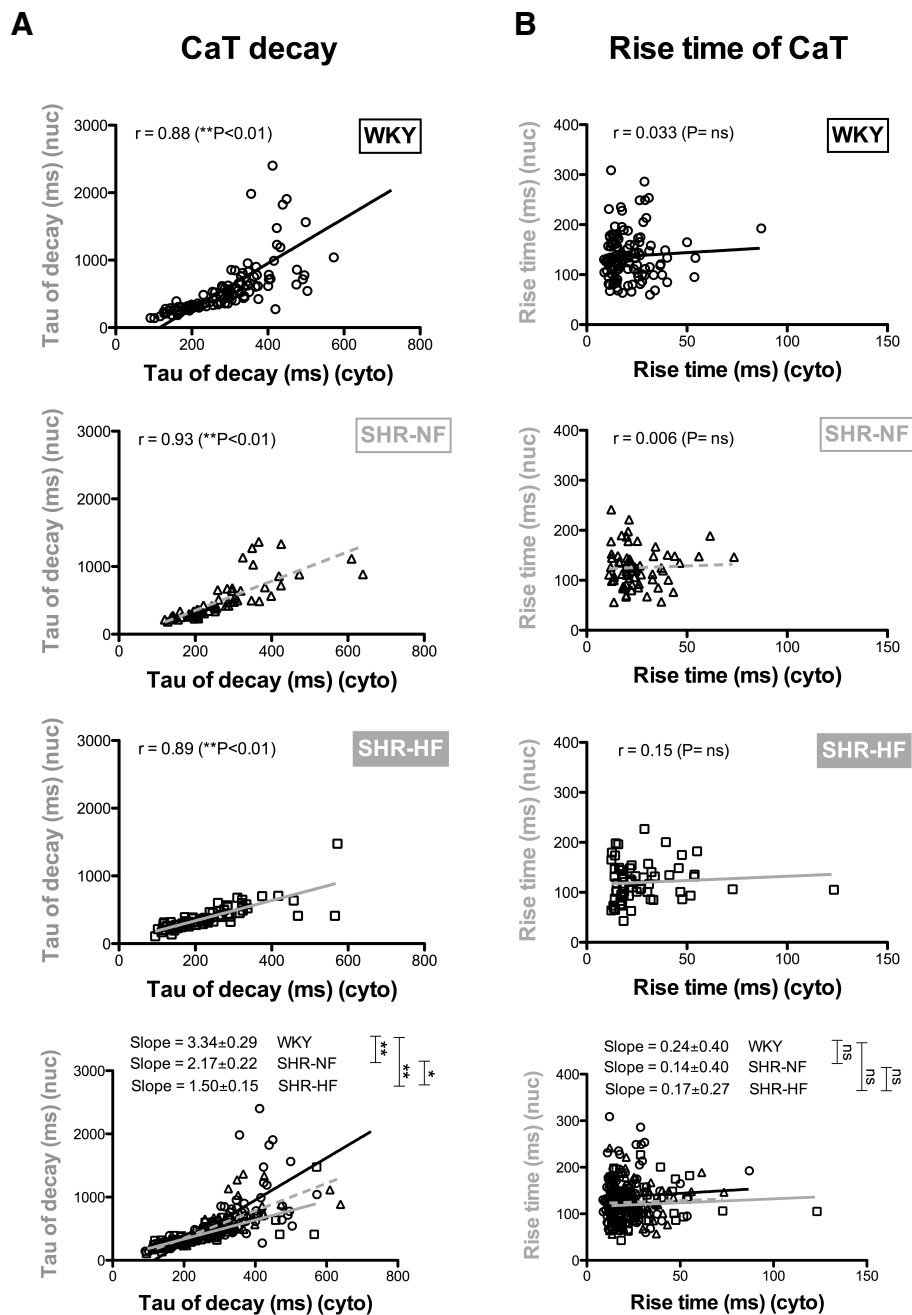 A
CaT decay
Tau of decay (ms) (nuc)
3000
2000
1000
0
r = 0.88 (**P<0.01)
WKY
0 200 400 600 800
Tau of decay (ms) (cyto)
Tau of decay (ms) (nuc)
3000
2000
1000
0
r = 0.93 (**P<0.01)
SHR-NF
0 200 400 600 800
Tau of decay (ms) (cyto)
Tau of decay (ms) (nuc)
3000
2000
1000
0
r = 0.89 (**P<0.01)
SHR-HF
0 200 400 600 800
Tau of decay (ms) (cyto)
Slope = 3.34±0.29 WKY
Slope = 2.17±0.22 SHR-NF
Slope = 1.50±0.15 SHR-HF
**
**
*
Tau of decay (ms) (nuc)
3000
2000
1000
0
0 200 400 600 800
Tau of decay (ms) (cyto)
B
Rise time of CaT
Rise time (ms) (nuc)
400
300
200
100
0
r = 0.033 (P= ns)
WKY
0 50 100 150
Rise time (ms) (cyto)
Rise time (ms) (nuc)
400
300
200
100
0
r = 0.006 (P= ns)
SHR-NF
0 50 100 150
Rise time (ms) (cyto)
Rise time (ms) (nuc)
400
300
200
100
0
r = 0.15 (P= ns)
SHR-HF
0 50 100 150
Rise time (ms) (cyto)
Slope = 0.24±0.40 WKY
Slope = 0.14±0.40 SHR-NF
Slope = 0.17±0.27 SHR-HF
ns
ns
ns
Rise time (ms) (nuc)
400
300
200
100
0
0 50 100 150
Rise time (ms) (cyto)